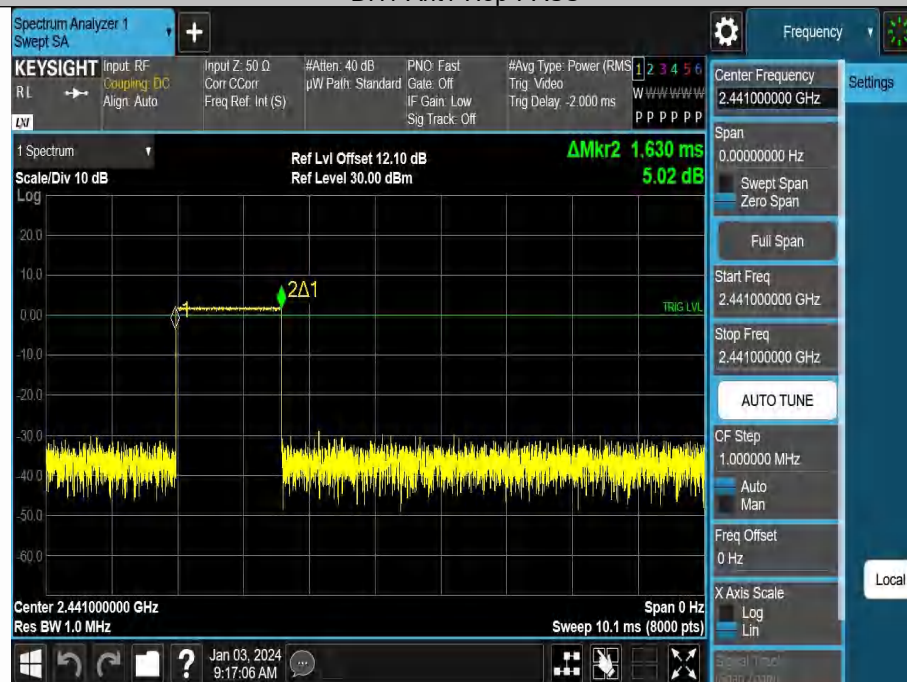 Spectrum Analyzer 1
Swept SA
+
Frequency
KEYSIGHT
RL
LXI
Input: RF
Coupling: DC
Align: Auto
Input Z: 50 Ω
Corr CCorr
Freq Ref: Int (S)
#Atten: 40 dB
µW Path: Standard
PNO: Fast
Gate: Off
IF Gain: Low
Sig Track: Off
#Avg Type: Power (RMS
Trig: Video
Trig Delay: -2.000 ms
1 2 3 4 5 6
W W W W W W
P P P P P P
1 Spectrum
Scale/Div 10 dB
Log
Ref Lvl Offset 12.10 dB
Ref Level 30.00 dBm
ΔMkr2 1.630 ms
5.02 dB
20.0
10.0
0.00
-10.0
-20.0
-30.0
-40.0
-50.0
-60.0
1
2Δ1
TRIG LVL
Center 2.441000000 GHz
Res BW 1.0 MHz
Span 0 Hz
Sweep 10.1 ms (8000 pts)
?
Jan 03, 2024
9:17:06 AM
Center Frequency
2.441000000 GHz
Settings
Span
0.00000000 Hz
Swept Span
Zero Span
Full Span
Start Freq
2.441000000 GHz
Stop Freq
2.441000000 GHz
AUTO TUNE
CF Step
1.000000 MHz
Auto
Man
Freq Offset
0 Hz
X Axis Scale
Log
Lin
Local